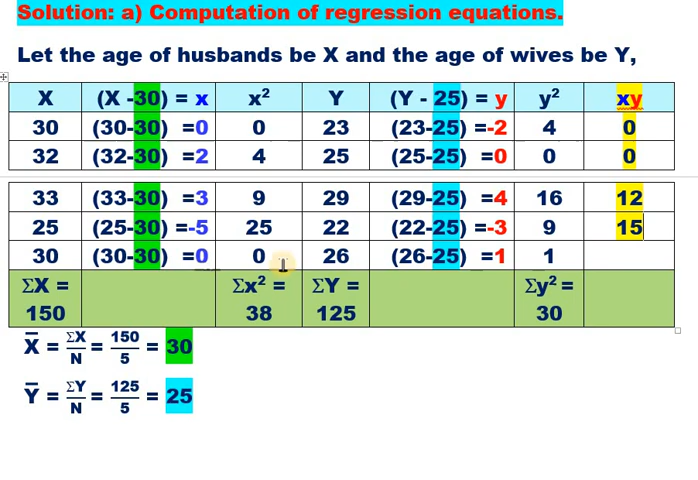 Solution: a) Computation of regression equations.
Let the age of husbands be X and the age of wives be Y,
X (X -30) = x x² Y (Y - 25) = y y² xy
30 (30-30) =0 0 23 (23-25) =-2 4 0
32 (32-30) =2 4 25 (25-25) =0 0 0
33 (33-30) =3 9 29 (29-25) =4 16 12
25 (25-30) =-5 25 22 (22-25) =-3 9 15
30 (30-30) =0 0 26 (26-25) =1 1
ΣX = 150 Σx² = 38 ΣY = 125 Σy² = 30
X̅ = ΣX/N = 150/5 = 30
Y̅ = ΣY/N = 125/5 = 25